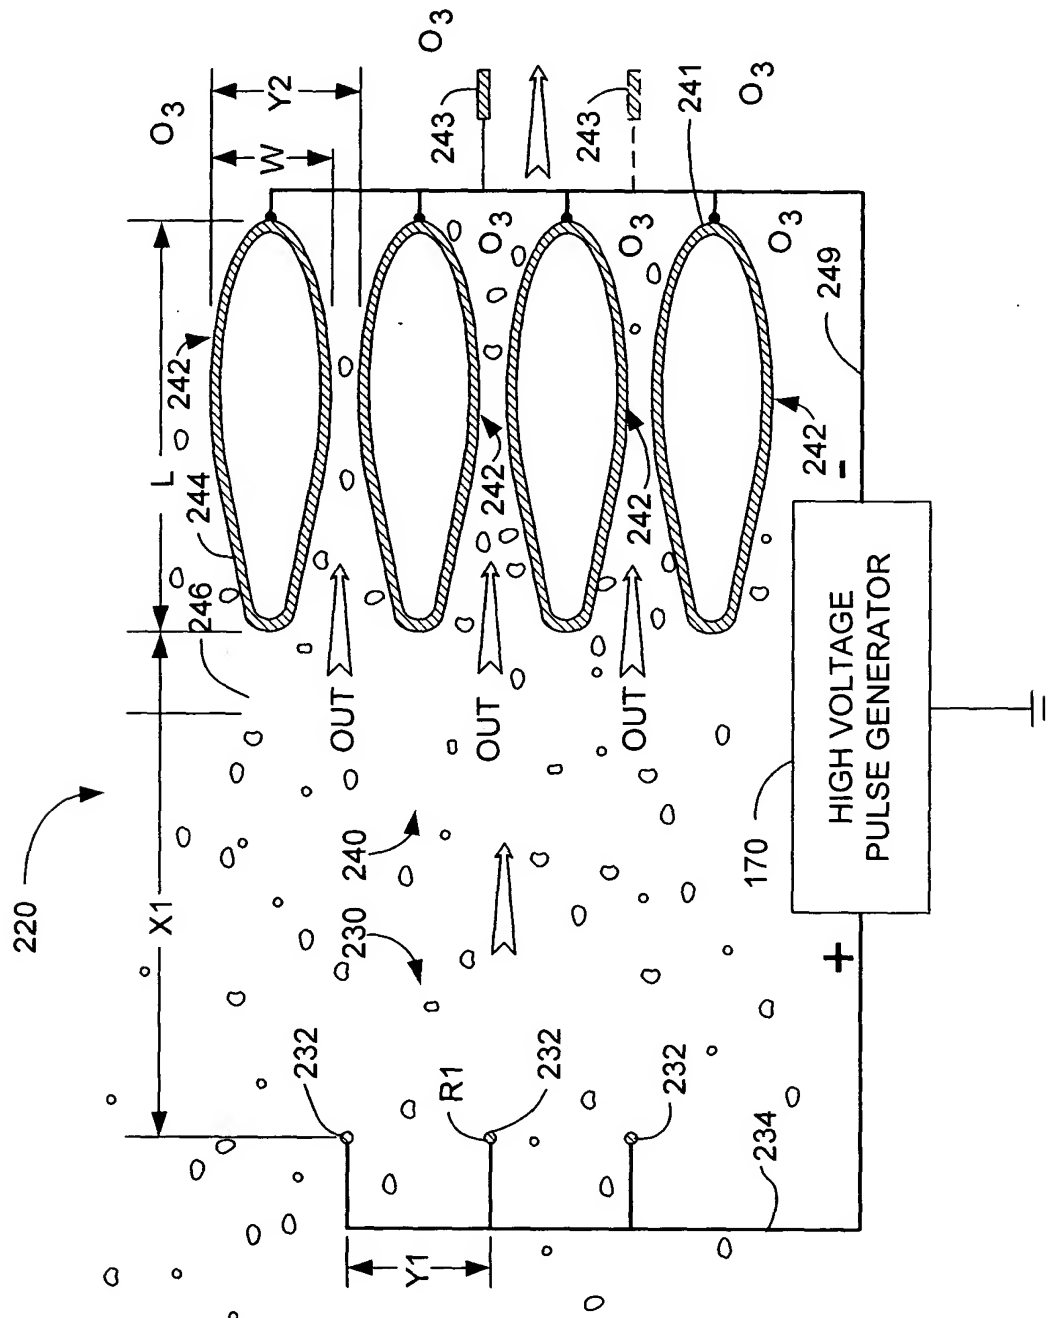 220
X1
L
W
Y2
O3
O3
246
244
242
243
243
O3
241
O3
O3
O3
242
242
242
OUT
OUT
OUT
240
230
232
R1
232
232
Y1
234
+
170
HIGH VOLTAGE
PULSE GENERATOR
-
249